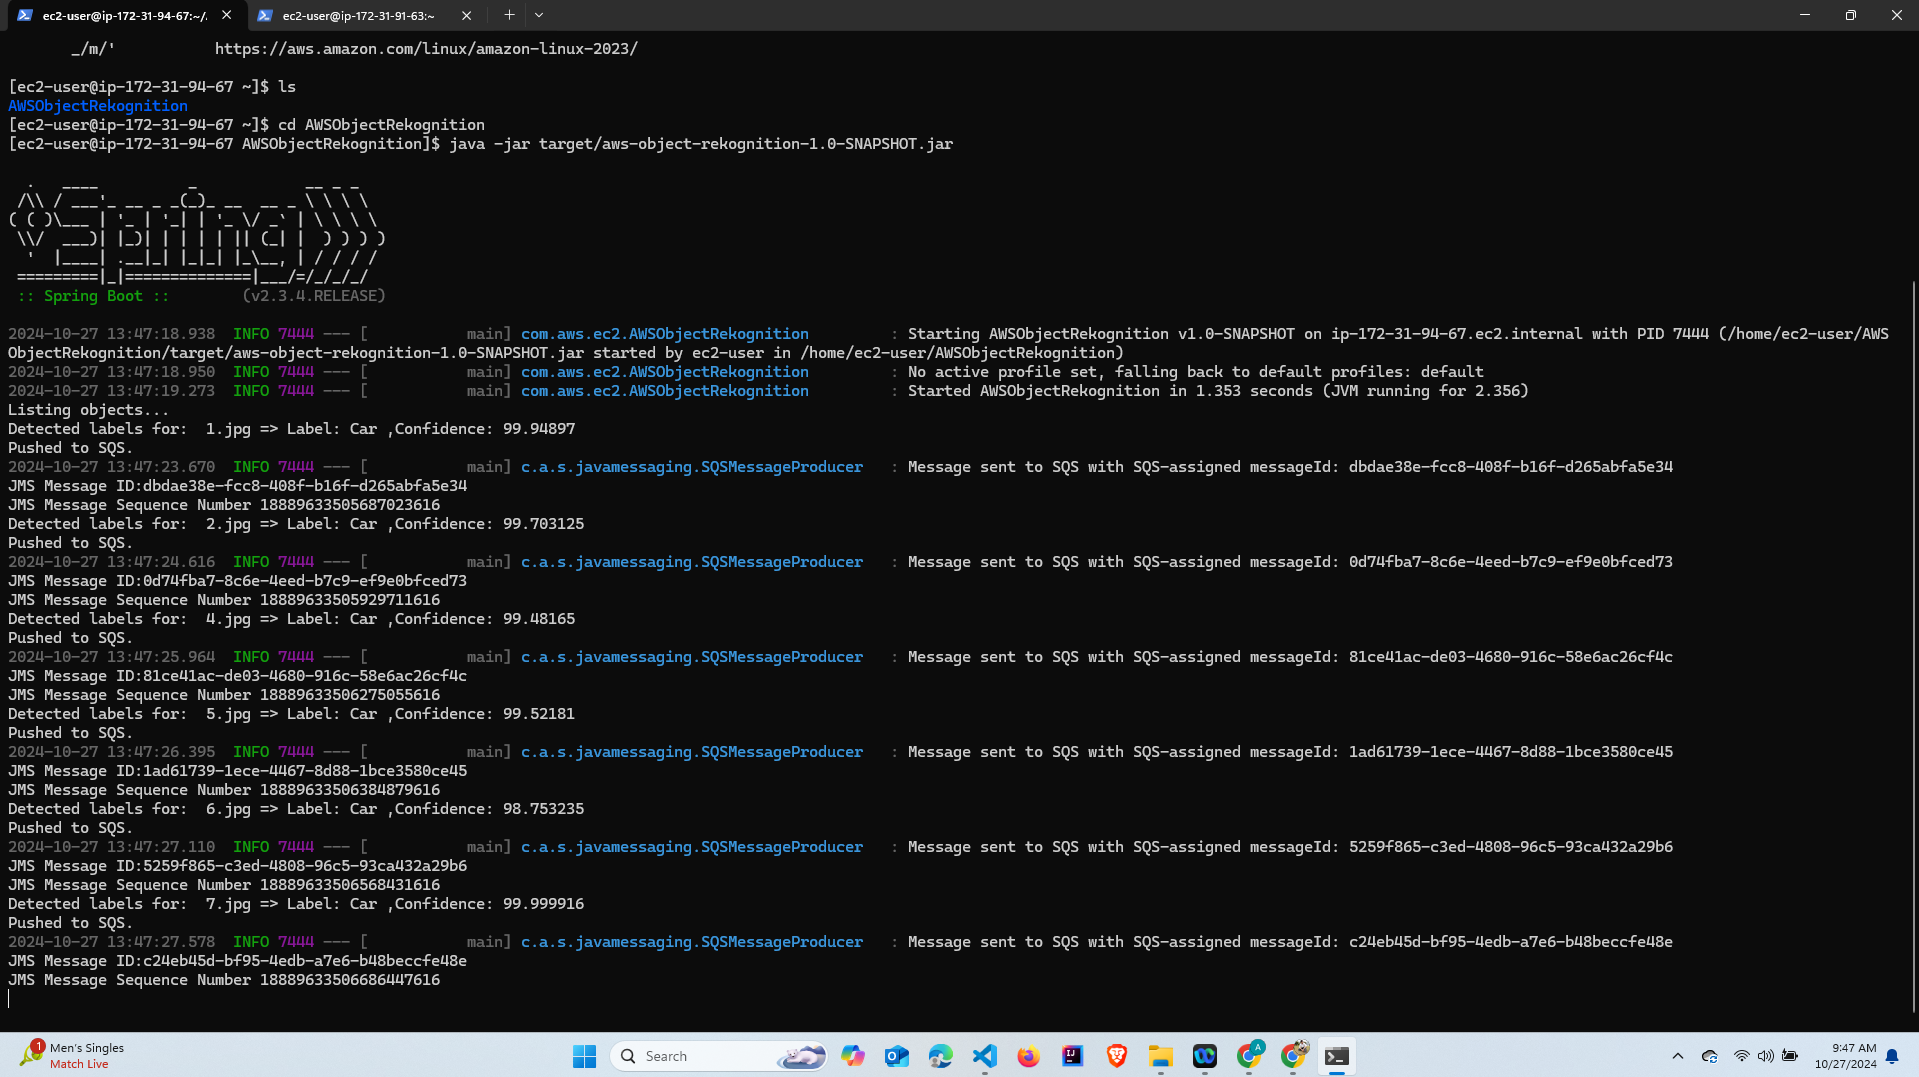 ec2-user@ip-172-31-94-67:~/.
ec2-user@ip-172-31-91-63:~
_/m/' https://aws.amazon.com/linux/amazon-linux-2023/
[ec2-user@ip-172-31-94-67 ~]$ ls
AWSObjectRekognition
[ec2-user@ip-172-31-94-67 ~]$ cd AWSObjectRekognition
[ec2-user@ip-172-31-94-67 AWSObjectRekognition]$ java -jar target/aws-object-rekognition-1.0-SNAPSHOT.jar
  .   ____          _            __ _ _
 /\\ / ___'_ __ _ _(_)_ __  __ _ \ \ \ \
( ( )\___ | '_ | '_| | '_ \/ _` | \ \ \ \
 \\/  ___)| |_)| | | | | || (_| |  ) ) ) )
  '  |____| .__|_| |_|_| |_\__, | / / / /
 =========|_|==============|___/=/_/_/_/
:: Spring Boot :: (v2.3.4.RELEASE)
2024-10-27 13:47:18.938 INFO 7444 --- [ main] com.aws.ec2.AWSObjectRekognition : Starting AWSObjectRekognition v1.0-SNAPSHOT on ip-172-31-94-67.ec2.internal with PID 7444 (/home/ec2-user/AWS
ObjectRekognition/target/aws-object-rekognition-1.0-SNAPSHOT.jar started by ec2-user in /home/ec2-user/AWSObjectRekognition)
2024-10-27 13:47:18.950 INFO 7444 --- [ main] com.aws.ec2.AWSObjectRekognition : No active profile set, falling back to default profiles: default
2024-10-27 13:47:19.273 INFO 7444 --- [ main] com.aws.ec2.AWSObjectRekognition : Started AWSObjectRekognition in 1.353 seconds (JVM running for 2.356)
Listing objects...
Detected labels for: 1.jpg => Label: Car ,Confidence: 99.94897
Pushed to SQS.
2024-10-27 13:47:23.670 INFO 7444 --- [ main] c.a.s.javamessaging.SQSMessageProducer : Message sent to SQS with SQS-assigned messageId: dbdae38e-fcc8-408f-b16f-d265abfa5e34
JMS Message ID:dbdae38e-fcc8-408f-b16f-d265abfa5e34
JMS Message Sequence Number 18889633505687023616
Detected labels for: 2.jpg => Label: Car ,Confidence: 99.703125
Pushed to SQS.
2024-10-27 13:47:24.616 INFO 7444 --- [ main] c.a.s.javamessaging.SQSMessageProducer : Message sent to SQS with SQS-assigned messageId: 0d74fba7-8c6e-4eed-b7c9-ef9e0bfced73
JMS Message ID:0d74fba7-8c6e-4eed-b7c9-ef9e0bfced73
JMS Message Sequence Number 18889633505929711616
Detected labels for: 4.jpg => Label: Car ,Confidence: 99.48165
Pushed to SQS.
2024-10-27 13:47:25.964 INFO 7444 --- [ main] c.a.s.javamessaging.SQSMessageProducer : Message sent to SQS with SQS-assigned messageId: 81ce41ac-de03-4680-916c-58e6ac26cf4c
JMS Message ID:81ce41ac-de03-4680-916c-58e6ac26cf4c
JMS Message Sequence Number 18889633506275055616
Detected labels for: 5.jpg => Label: Car ,Confidence: 99.52181
Pushed to SQS.
2024-10-27 13:47:26.395 INFO 7444 --- [ main] c.a.s.javamessaging.SQSMessageProducer : Message sent to SQS with SQS-assigned messageId: 1ad61739-1ece-4467-8d88-1bce3580ce45
JMS Message ID:1ad61739-1ece-4467-8d88-1bce3580ce45
JMS Message Sequence Number 18889633506384879616
Detected labels for: 6.jpg => Label: Car ,Confidence: 98.753235
Pushed to SQS.
2024-10-27 13:47:27.110 INFO 7444 --- [ main] c.a.s.javamessaging.SQSMessageProducer : Message sent to SQS with SQS-assigned messageId: 5259f865-c3ed-4808-96c5-93ca432a29b6
JMS Message ID:5259f865-c3ed-4808-96c5-93ca432a29b6
JMS Message Sequence Number 18889633506568431616
Detected labels for: 7.jpg => Label: Car ,Confidence: 99.999916
Pushed to SQS.
2024-10-27 13:47:27.578 INFO 7444 --- [ main] c.a.s.javamessaging.SQSMessageProducer : Message sent to SQS with SQS-assigned messageId: c24eb45d-bf95-4edb-a7e6-b48beccfe48e
JMS Message ID:c24eb45d-bf95-4edb-a7e6-b48beccfe48e
JMS Message Sequence Number 18889633506686447616
1
Men's Singles
Match Live
Search
A
9:47 AM
10/27/2024